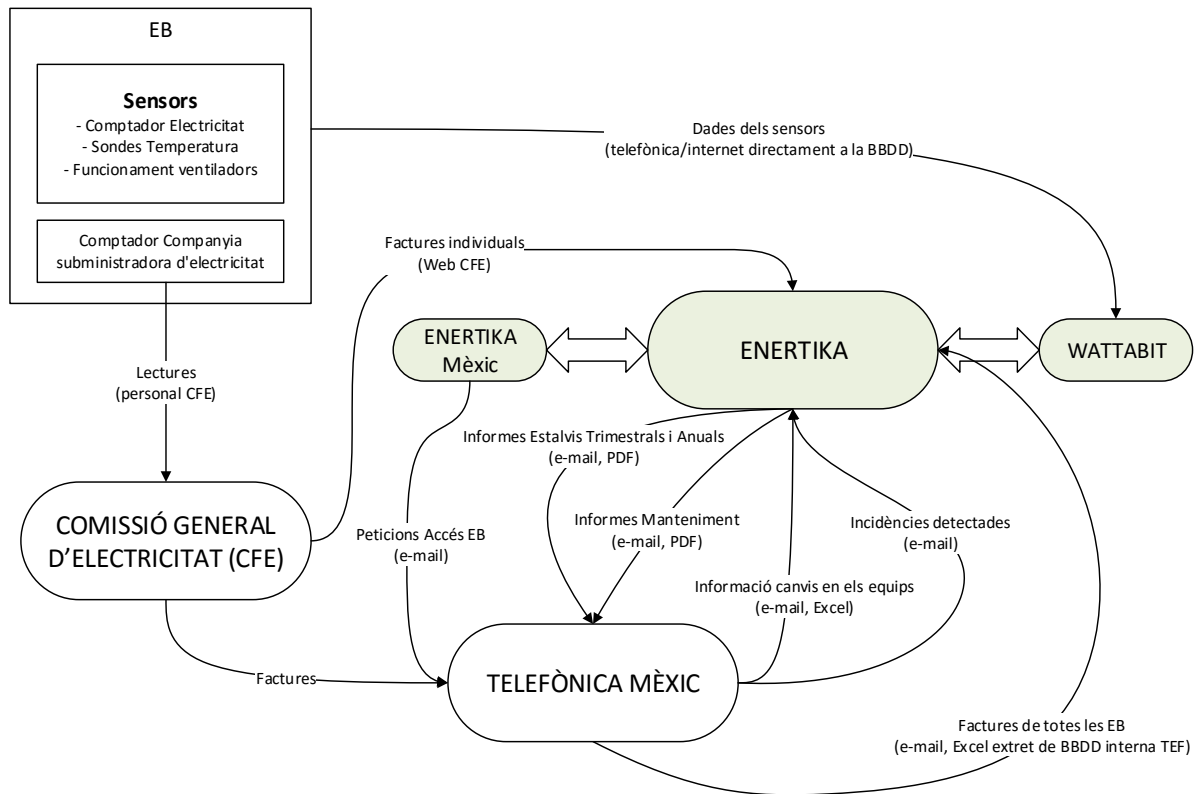 EB
Sensors
- Comptador Electricitat
- Sondes Temperatura
- Funcionament ventiladors
Comptador Companyia
subministradora d'electricitat
Dades dels sensors
(telefònica/internet directament a la BBDD)
Factures individuals
(Web CFE)
ENERTIKA
Mèxic
ENERTIKA
WATTABIT
Lectures
(personal CFE)
Informes Estalvis Trimestrals i Anuals
(e-mail, PDF)
COMISSIÓ GENERAL
D’ELECTRICITAT (CFE)
Peticions Accés EB
(e-mail)
Informes Manteniment
(e-mail, PDF)
Incidències detectades
(e-mail)
Informació canvis en els equips
(e-mail, Excel)
Factures
TELEFÒNICA MÈXIC
Factures de totes les EB
(e-mail, Excel extret de BBDD interna TEF)